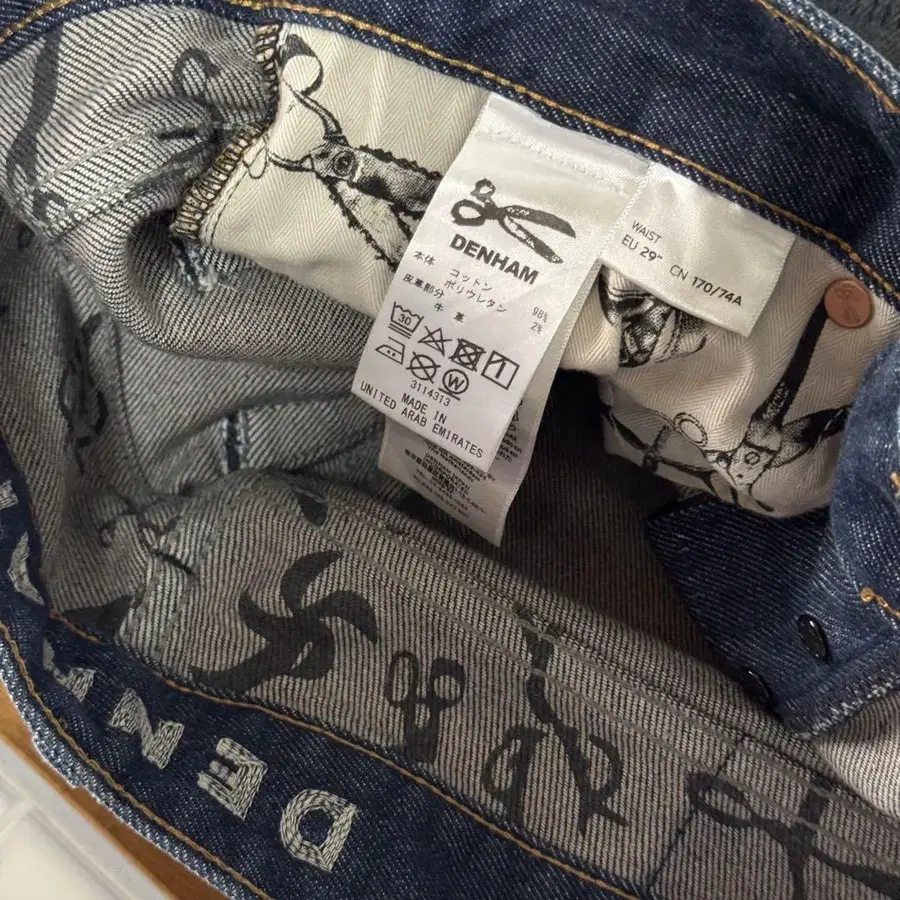 DENHAM
本体 コットン 98%
ポリウレタン 2%
皮革部分 牛革
30
W
3114313
MADE IN
UNITED ARAB EMIRATES
WAIST
EU 29" CN 170/74A
DEN